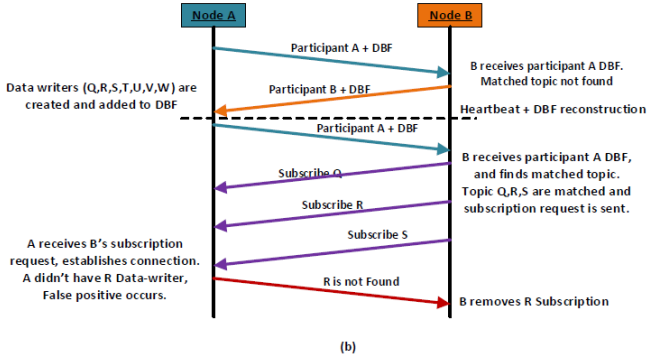 Node A
Node B
Participant A + DBF
B receives participant A DBF.
Matched topic not found
Data writers (Q,R,S,T,U,V,W) are
created and added to DBF
Participant B + DBF
Heartbeat + DBF reconstruction
Participant A + DBF
B receives participant A DBF,
and finds matched topic.
Topic Q,R,S are matched and
subscription request is sent.
Subscribe Q
Subscribe R
Subscribe S
A receives B's subscription
request, establishes connection.
A didn't have R Data-writer,
False positive occurs.
R is not Found
B removes R Subscription
(b)